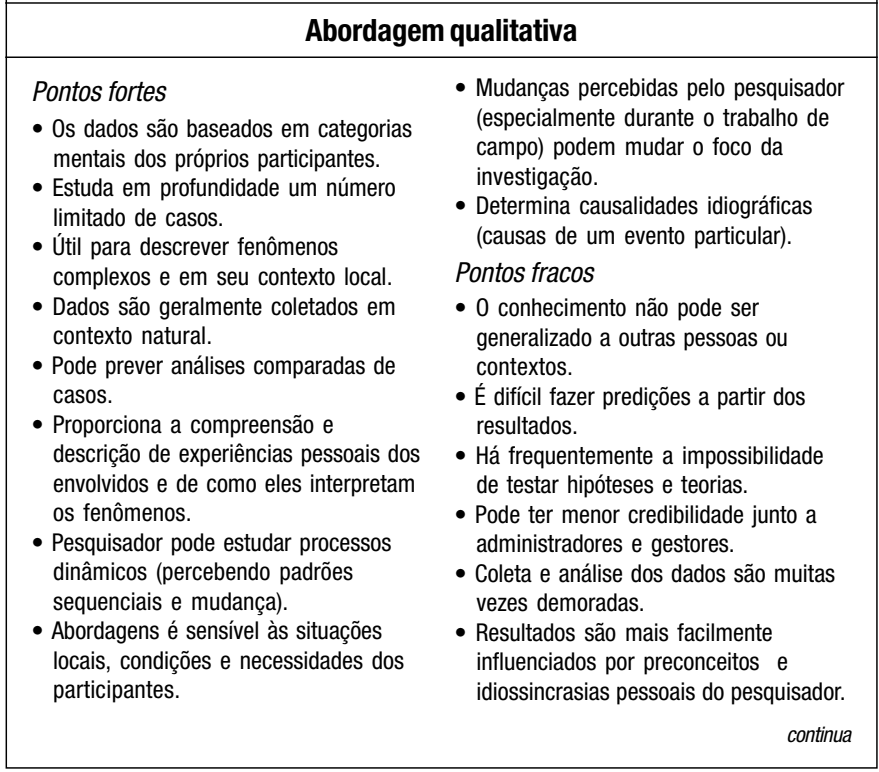 Abordagem qualitativa
Pontos fortes
• Os dados são baseados em categorias
mentais dos próprios participantes.
• Estuda em profundidade um número
limitado de casos.
• Útil para descrever fenômenos
complexos e em seu contexto local.
• Dados são geralmente coletados em
contexto natural.
• Pode prever análises comparadas de
casos.
• Proporciona a compreensão e
descrição de experiências pessoais dos
envolvidos e de como eles interpretam
os fenômenos.
• Pesquisador pode estudar processos
dinâmicos (percebendo padrões
sequenciais e mudança).
• Abordagens é sensível às situações
locais, condições e necessidades dos
participantes.
• Mudanças percebidas pelo pesquisador
(especialmente durante o trabalho de
campo) podem mudar o foco da
investigação.
• Determina causalidades idiográficas
(causas de um evento particular).
Pontos fracos
• O conhecimento não pode ser
generalizado a outras pessoas ou
contextos.
• É difícil fazer predições a partir dos
resultados.
• Há frequentemente a impossibilidade
de testar hipóteses e teorias.
• Pode ter menor credibilidade junto a
administradores e gestores.
• Coleta e análise dos dados são muitas
vezes demoradas.
• Resultados são mais facilmente
influenciados por preconceitos e
idiossincrasias pessoais do pesquisador.
continua